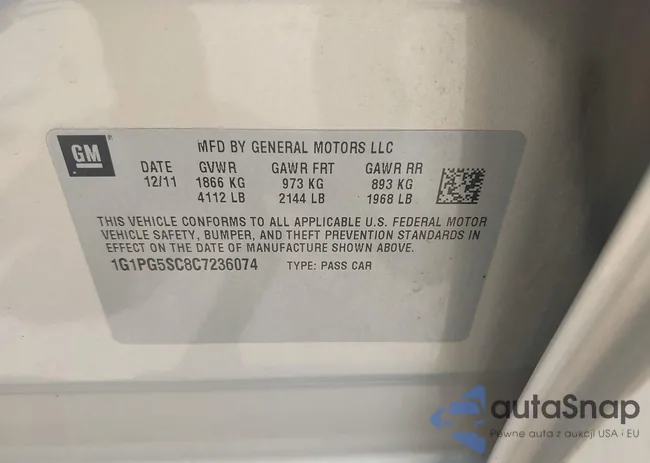 GM
MFD BY GENERAL MOTORS LLC
DATE GVWR GAWR FRT GAWR RR
12/11 1866 KG 973 KG 893 KG
4112 LB 2144 LB 1968 LB
THIS VEHICLE CONFORMS TO ALL APPLICABLE U.S. FEDERAL MOTOR
VEHICLE SAFETY, BUMPER, AND THEFT PREVENTION STANDARDS IN
EFFECT ON THE DATE OF MANUFACTURE SHOWN ABOVE.
1G1PG5SC8C7236074 TYPE: PASS CAR
autaSnap
Pewne auta z aukcji USA i EU